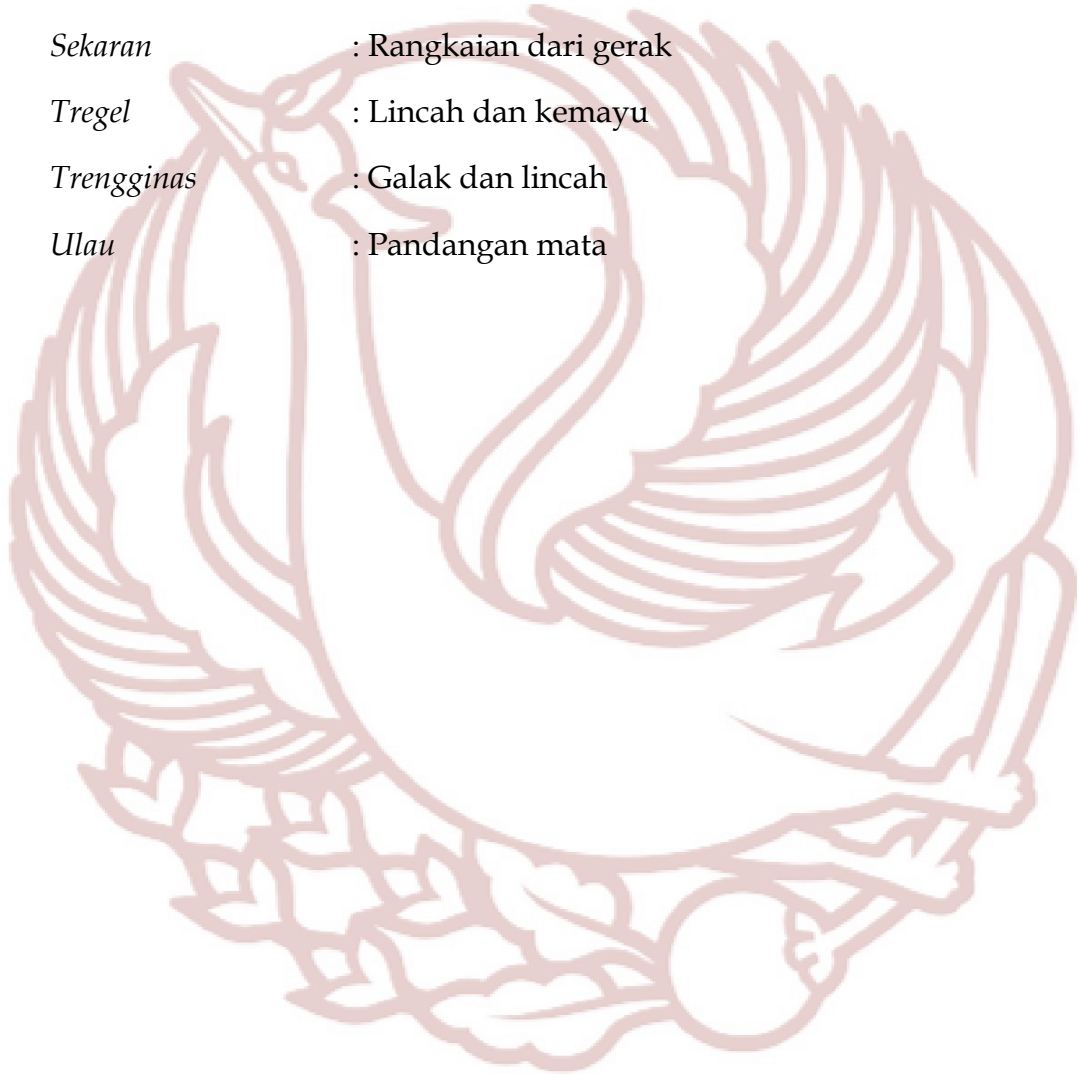 Sekaran : Rangkaian dari gerak
Tregel : Lincah dan kemayu
Trengginas : Galak dan lincah
Ulau : Pandangan mata